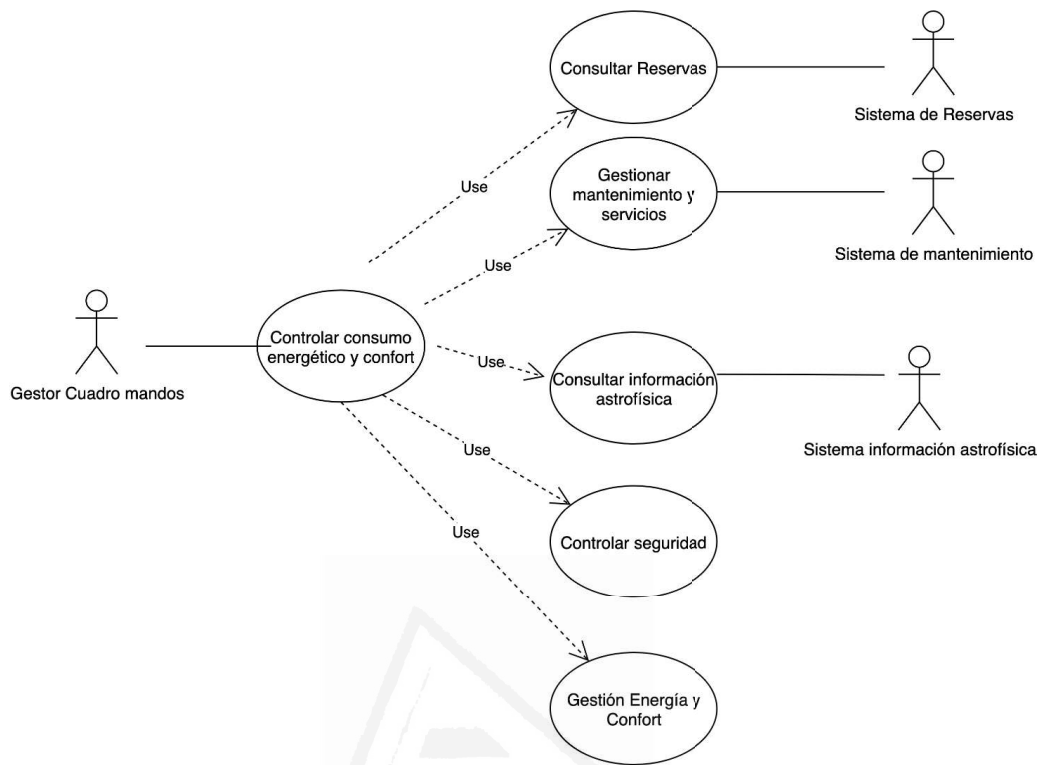 Consultar Reservas
Sistema de Reservas
Use
Gestionar
mantenimiento y
servicios
Sistema de mantenimiento
Use
Controlar consumo
energético y confort
Gestor Cuadro mandos
Use
Consultar información
astrofísica
Sistema información astrofísica
Use
Controlar seguridad
Use
Gestión Energía y
Confort